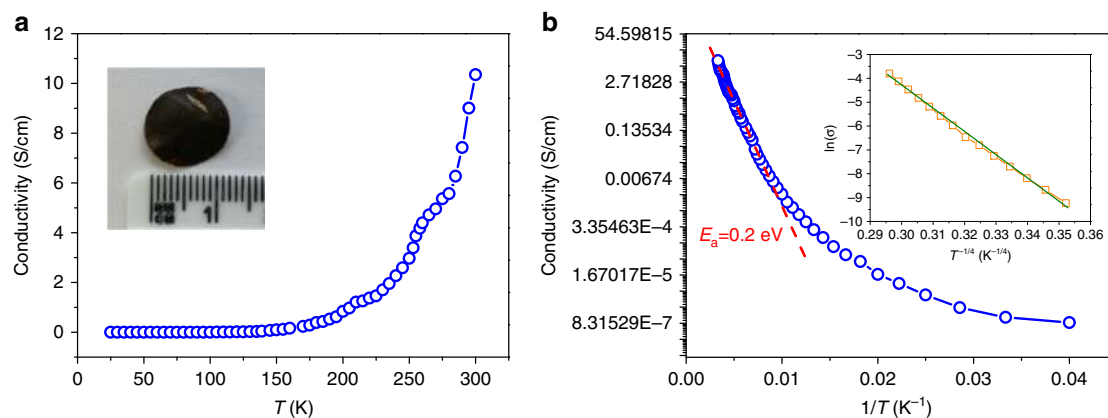 a
12
10
8
6
4
2
0
Conductivity (S/cm)
0 50 100 150 200 250 300
T (K)
1
b
54.59815
2.71828
0.13534
0.00674
3.35463E–4
1.67017E–5
8.31529E–7
Conductivity (S/cm)
0.00 0.01 0.02 0.03 0.04
1/T (K⁻¹)
Eₐ=0.2 eV
–3
–4
–5
–6
–7
–8
–9
–10
ln(σ)
0.29 0.30 0.31 0.32 0.33 0.34 0.35 0.36
T⁻¹/⁴ (K⁻¹/⁴)